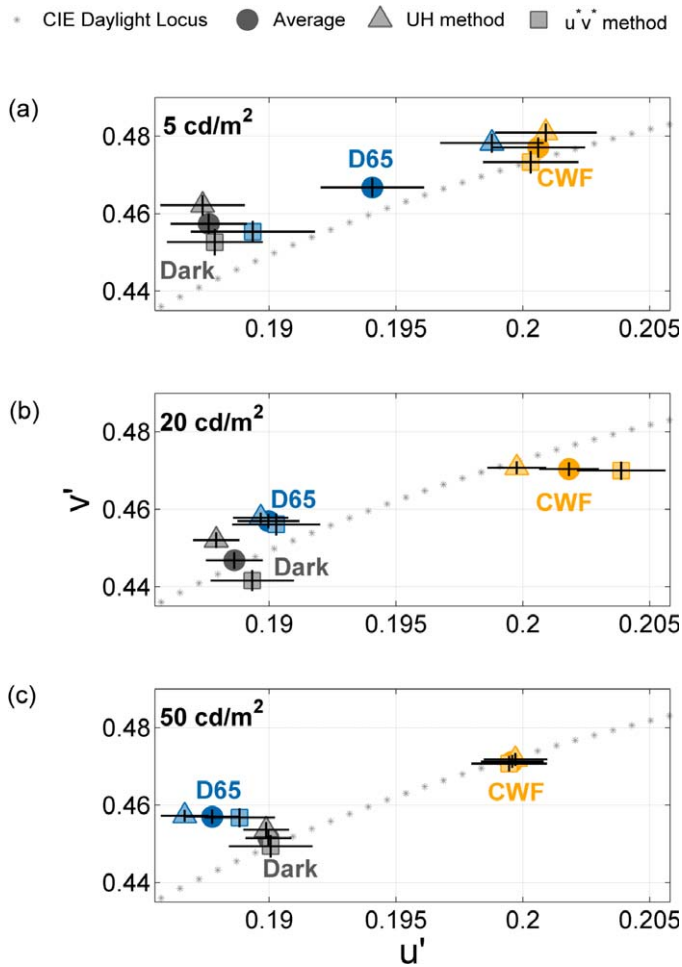 CIE Daylight Locus Average UH method u*v* method
(a)
5 cd/m²
D65
CWF
Dark
0.48
0.46
0.44
0.19 0.195 0.2 0.205
(b)
20 cd/m²
D65
CWF
Dark
0.48
0.46
0.44
0.19 0.195 0.2 0.205
v'
(c)
50 cd/m²
D65
CWF
Dark
0.48
0.46
0.44
0.19 0.195 0.2 0.205
u'